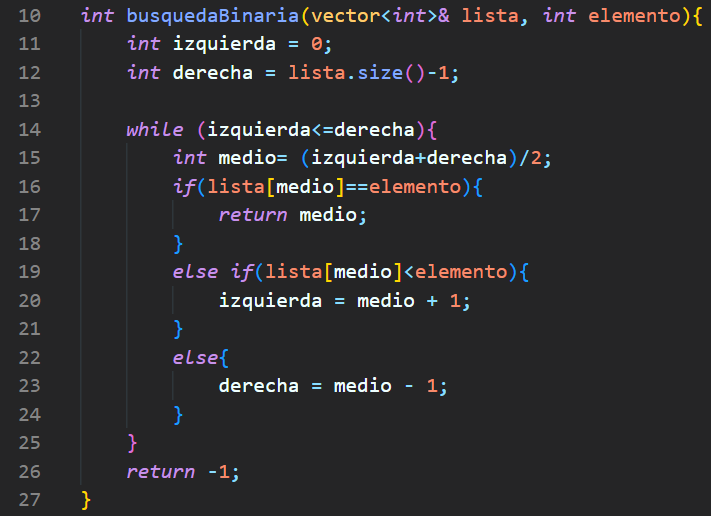 10 int busquedaBinaria(vector<int>& lista, int elemento){
11     int izquierda = 0;
12     int derecha = lista.size()-1;
13
14     while (izquierda<=derecha){
15         int medio= (izquierda+derecha)/2;
16         if(lista[medio]==elemento){
17             return medio;
18         }
19         else if(lista[medio]<elemento){
20             izquierda = medio + 1;
21         }
22         else{
23             derecha = medio - 1;
24         }
25     }
26     return -1;
27 }